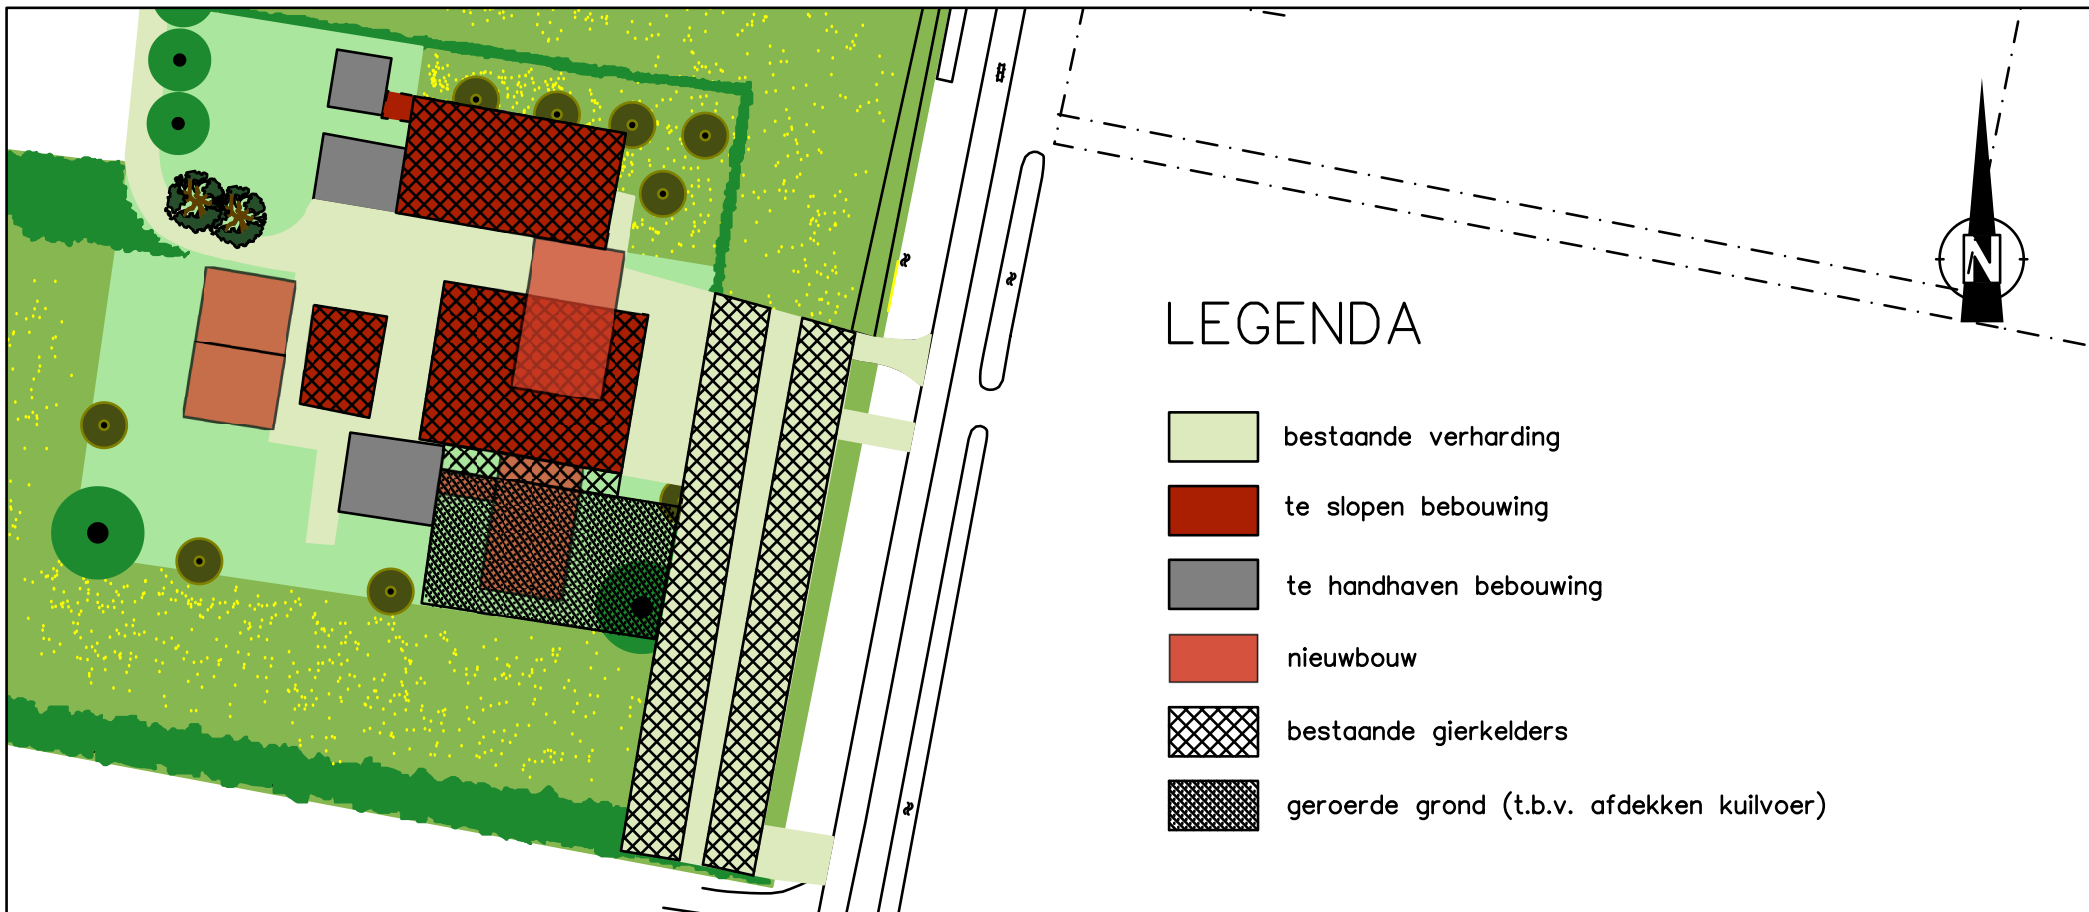 N
LEGENDA
bestaande verharding
te slopen bebouwing
te handhaven bebouwing
nieuwbouw
bestaande gierkelders
geroerde grond (t.b.v. afdekken kuilvoer)